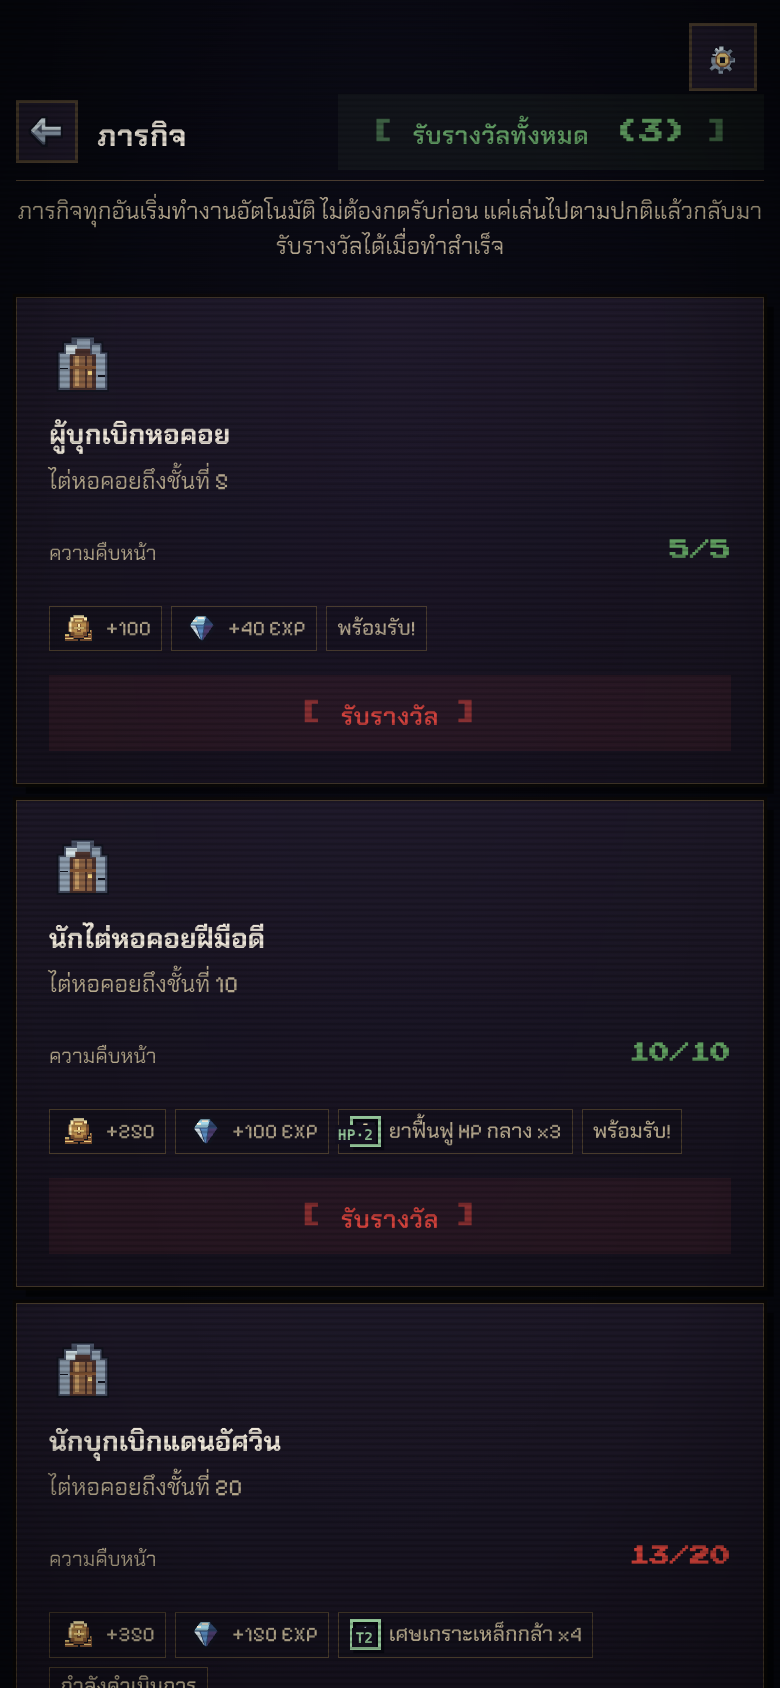 ภารกิจ
[ รับรางวัลทั้งหมด (3) ]
ภารกิจทุกอันเริ่มทำงานอัตโนมัติ ไม่ต้องกดรับก่อน แค่เล่นไปตามปกติแล้วกลับมา
รับรางวัลได้เมื่อทำสำเร็จ
ผู้บุกเบิกหอคอย
ไต่หอคอยถึงชั้นที่ 5
ความคืบหน้า 5/5
+100 +40 EXP พร้อมรับ!
[ รับรางวัล ]
นักไต่หอคอยฝีมือดี
ไต่หอคอยถึงชั้นที่ 10
ความคืบหน้า 10/10
+250 +100 EXP HP·2 ยาฟื้นฟู HP กลาง x3 พร้อมรับ!
[ รับรางวัล ]
นักบุกเบิกแดนอัศวิน
ไต่หอคอยถึงชั้นที่ 20
ความคืบหน้า 13/20
+350 +150 EXP T2 เศษเกราะเหล็กกล้า x4
กำลังดำเนินการ